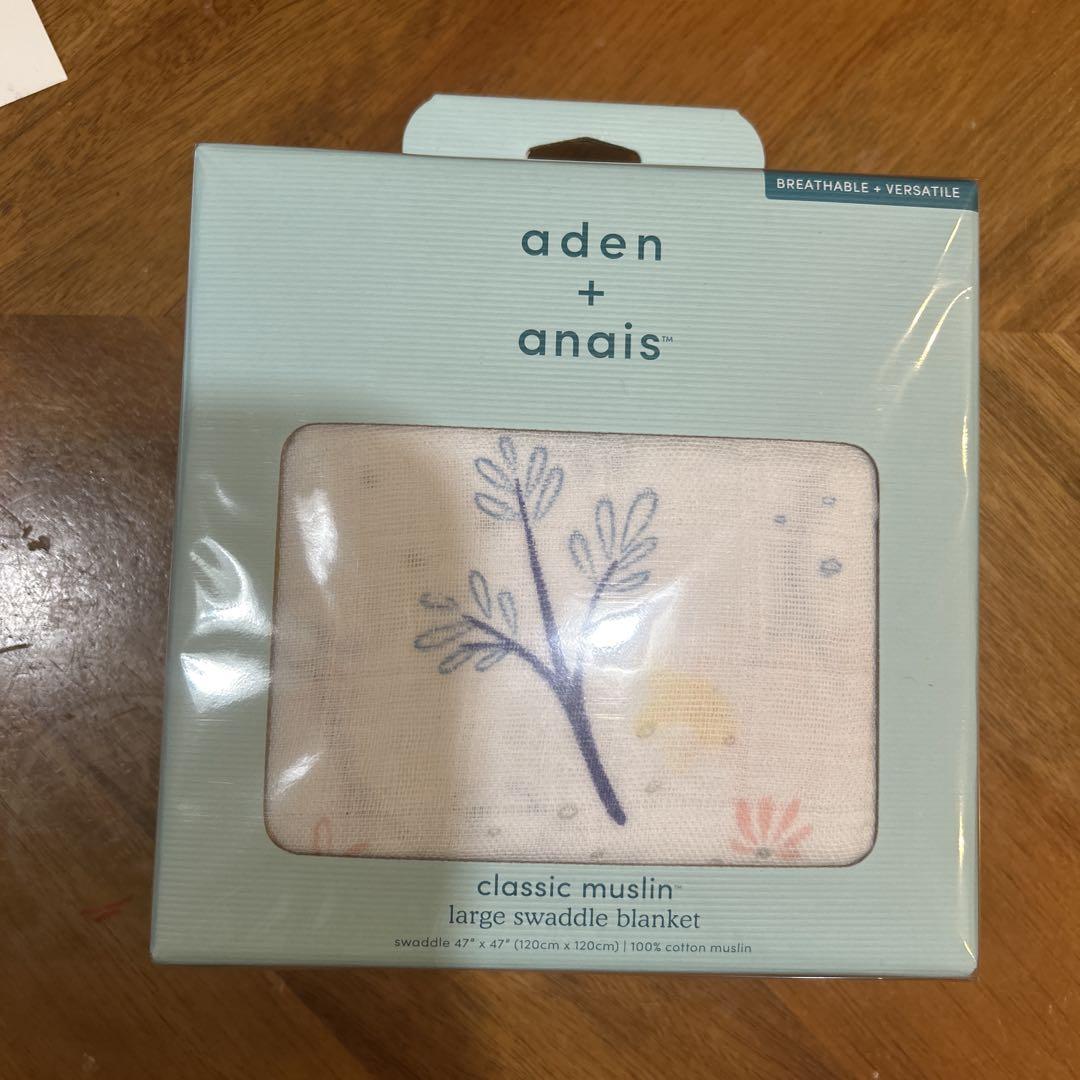 BREATHABLE + VERSATILE
aden
+
anais™
classic muslin™
large swaddle blanket
swaddle 47" x 47" (120cm x 120cm) | 100% cotton muslin